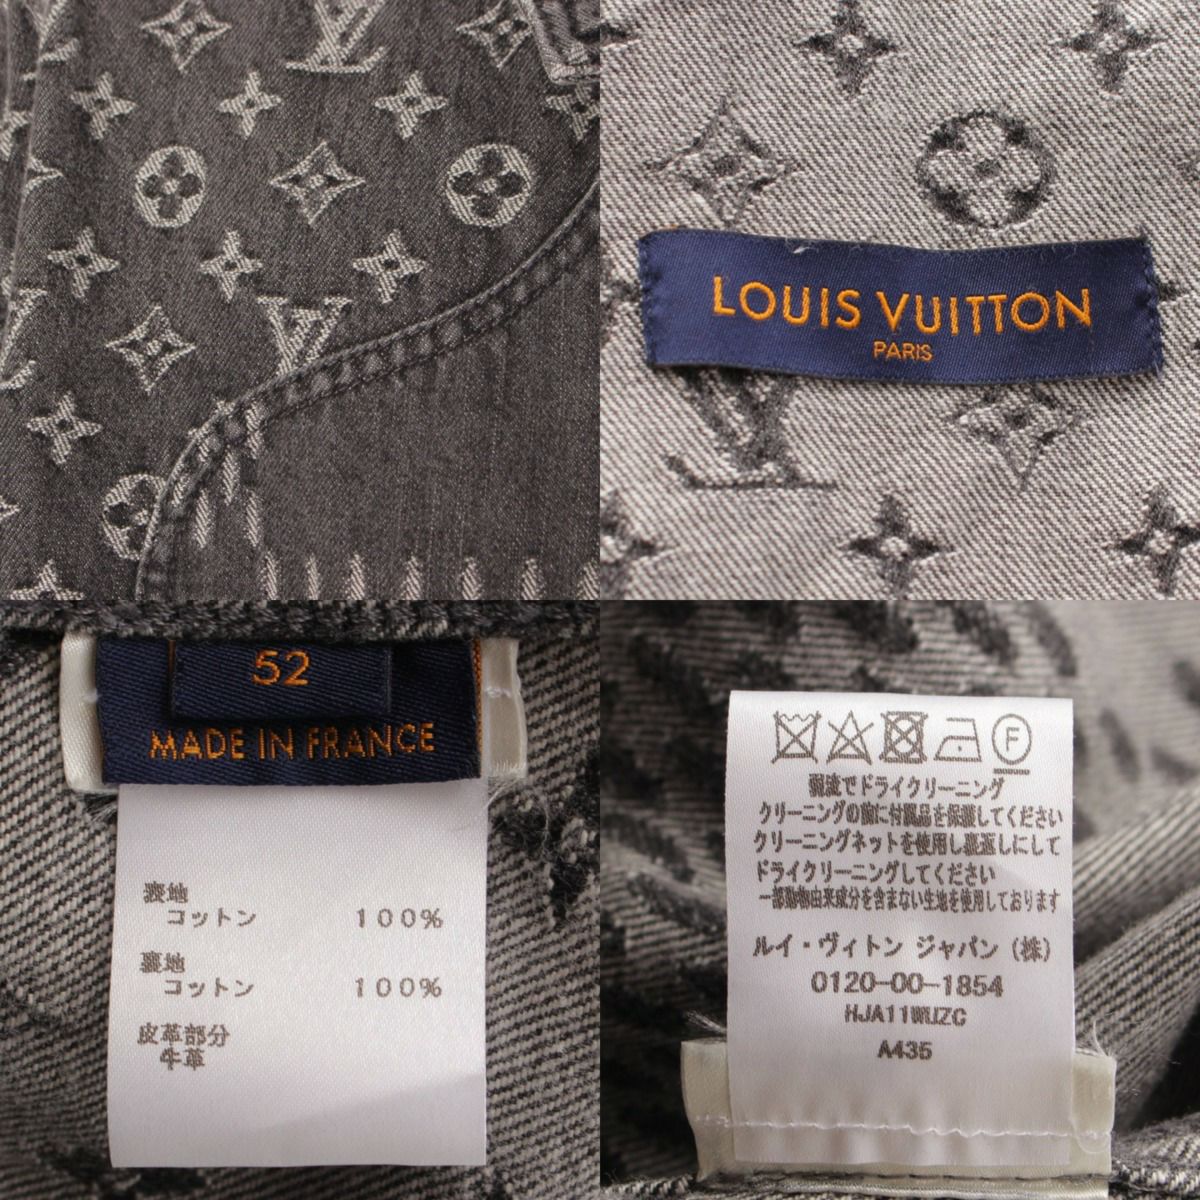 LOUIS VUITTON
PARIS
52
MADE IN FRANCE
表地
コットン 100%
裏地
コットン 100%
皮革部分
牛革
F
弱流でドライクリーニング
クリーニングの前に付属品を保護してください
クリーニングネットを使用し裏返しにして
ドライクリーニングしてください
一部動物由来成分を含まない生地を使用しております
ルイ・ヴィトン ジャパン(株)
0120-00-1854
HJA11WUZC
A435